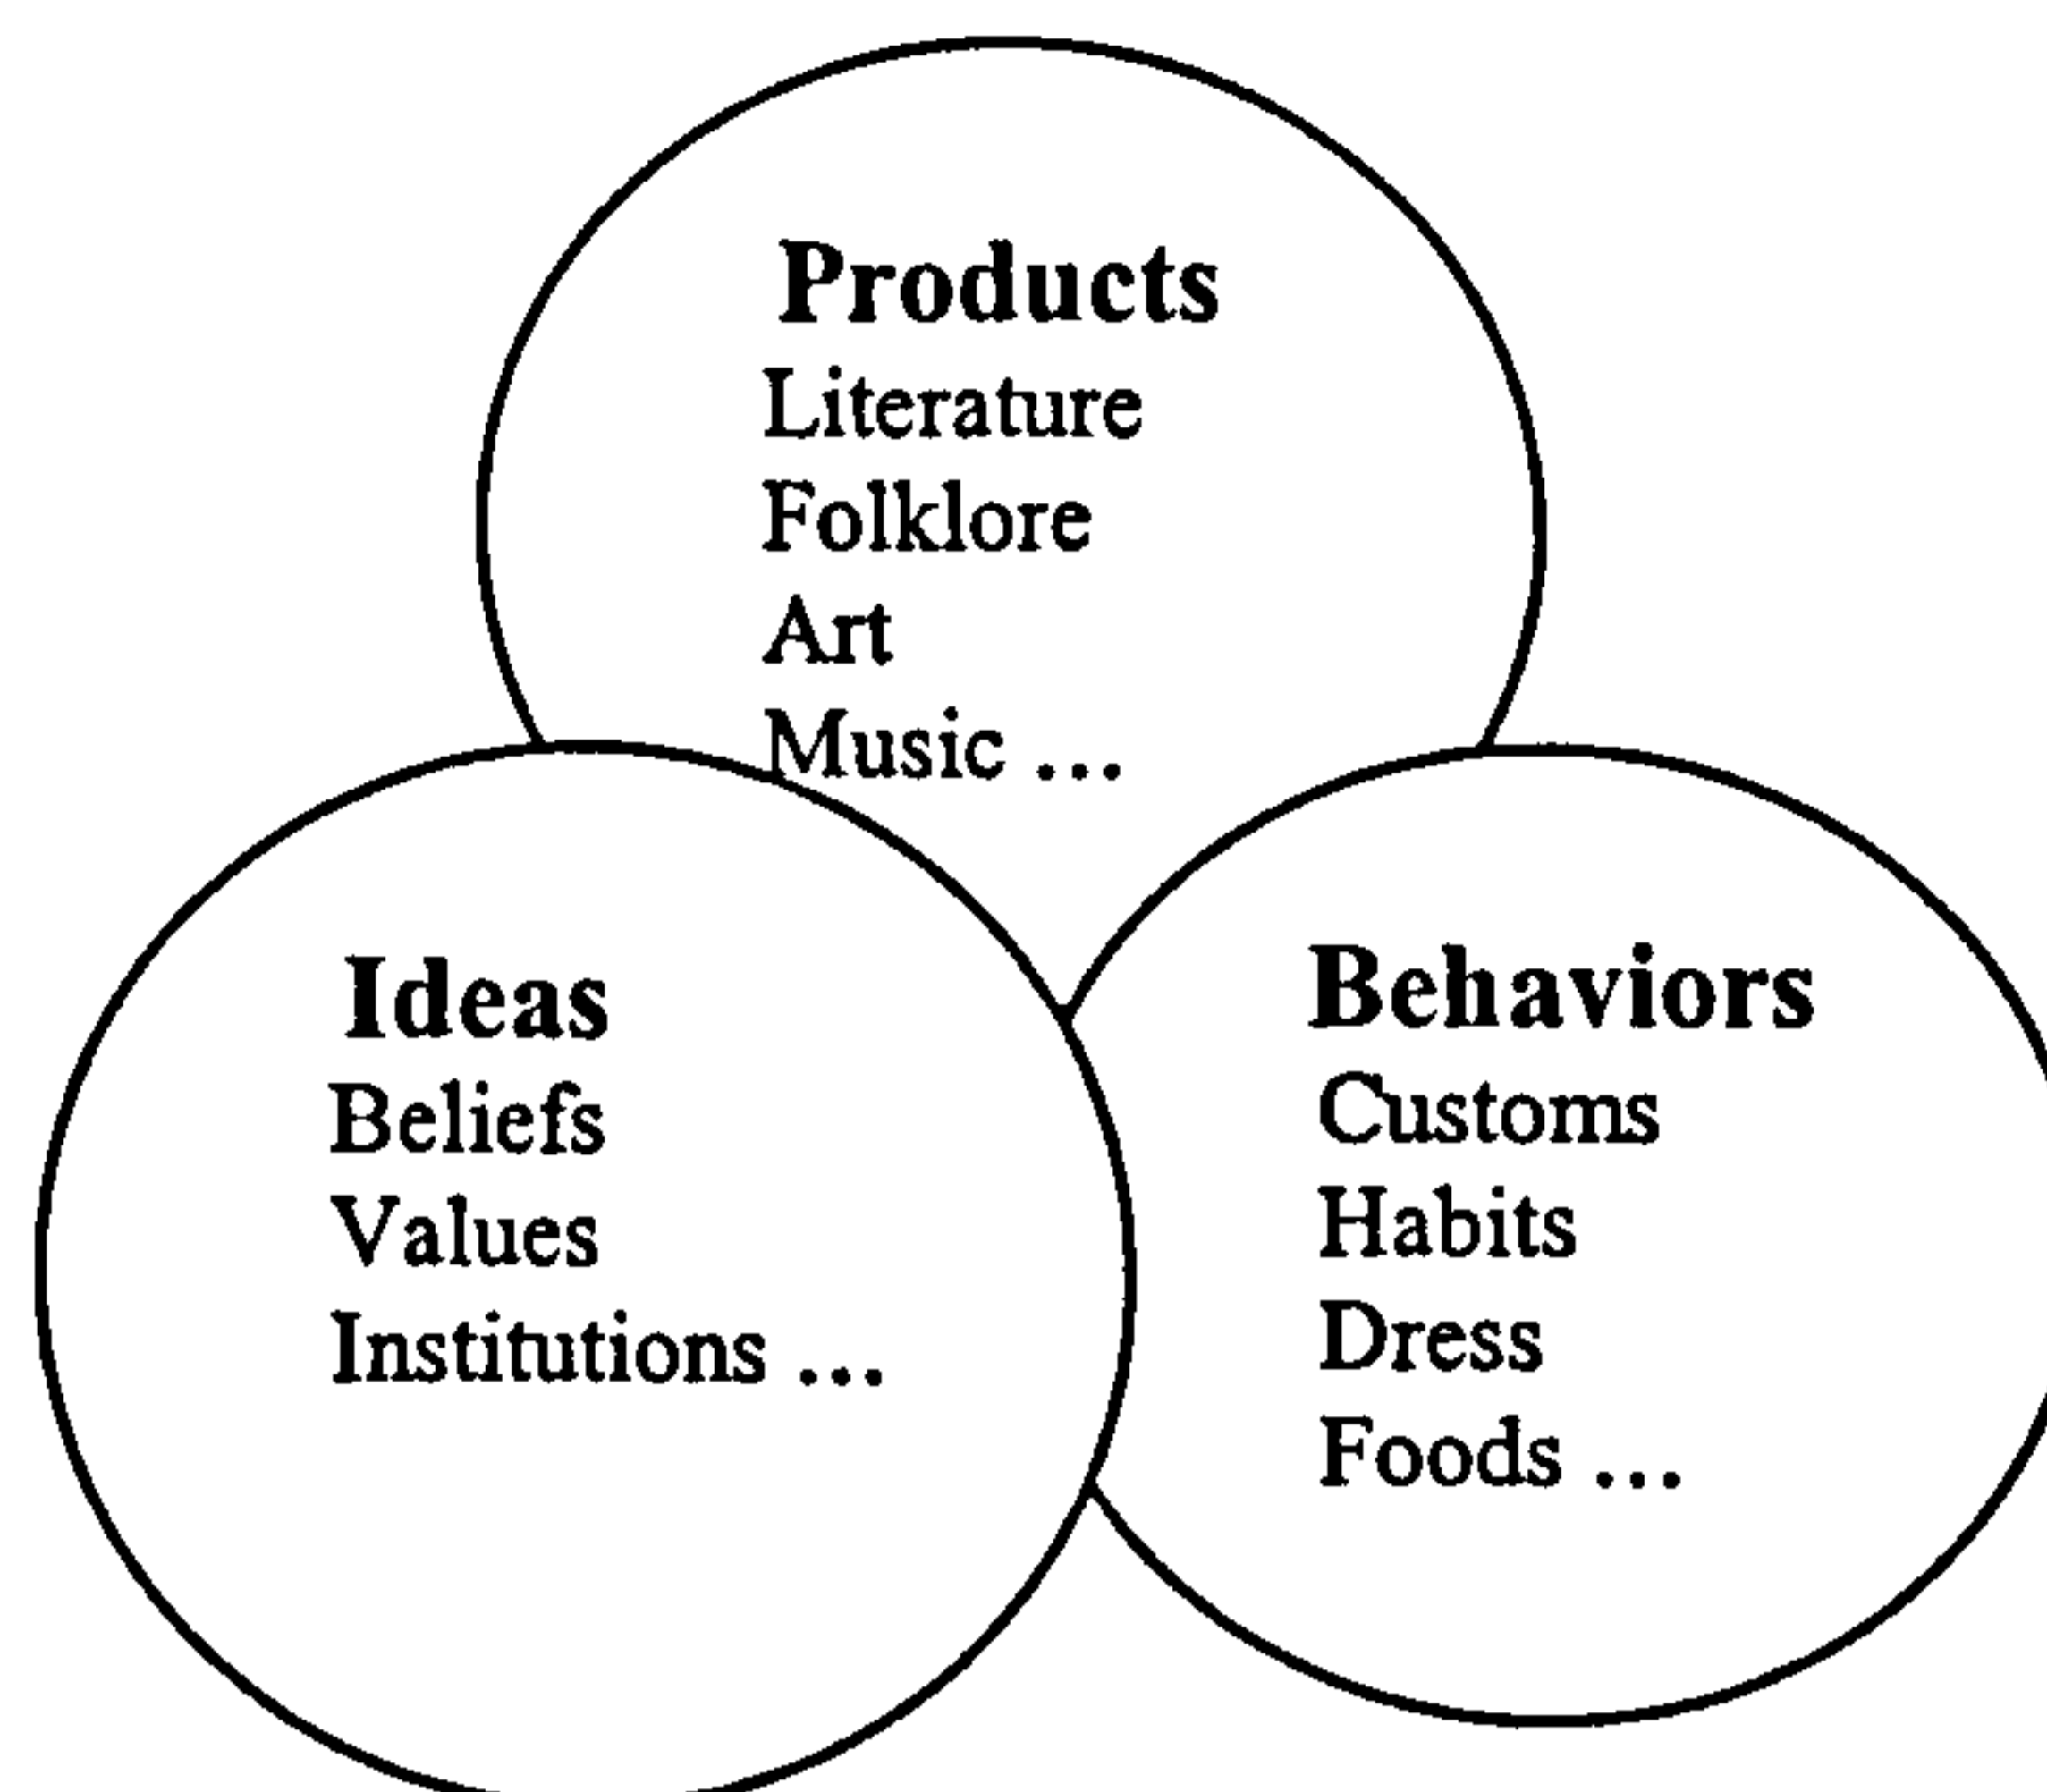 Products
Literature
Folklore
Art
Music ...
Ideas
Beliefs
Values
Institutions ...
Behaviors
Customs
Habits
Dress
Foods ...